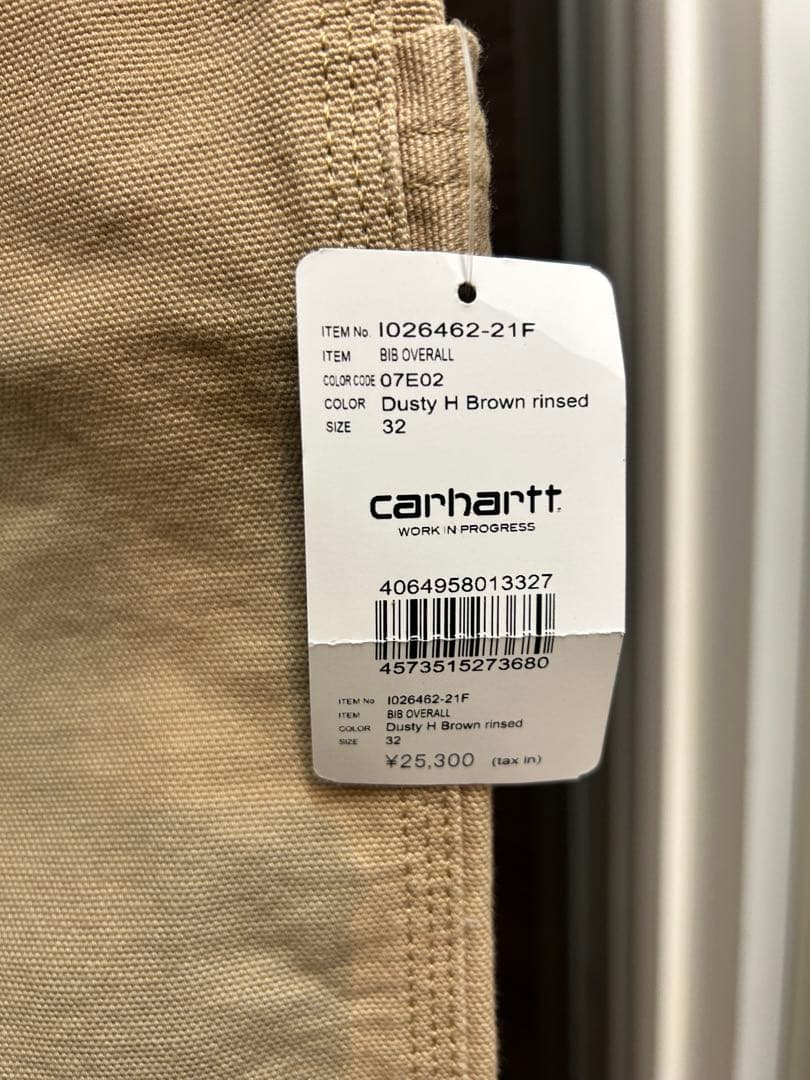 ITEM No. I026462-21F
ITEM BIB OVERALL
COLOR CODE 07E02
COLOR Dusty H Brown rinsed
SIZE 32
carhartt.
WORK IN PROGRESS
4064958013327
4573515273680
ITEM No I026462-21F
ITEM BIB OVERALL
COLOR Dusty H Brown rinsed
SIZE 32
¥25,300 (tax in)